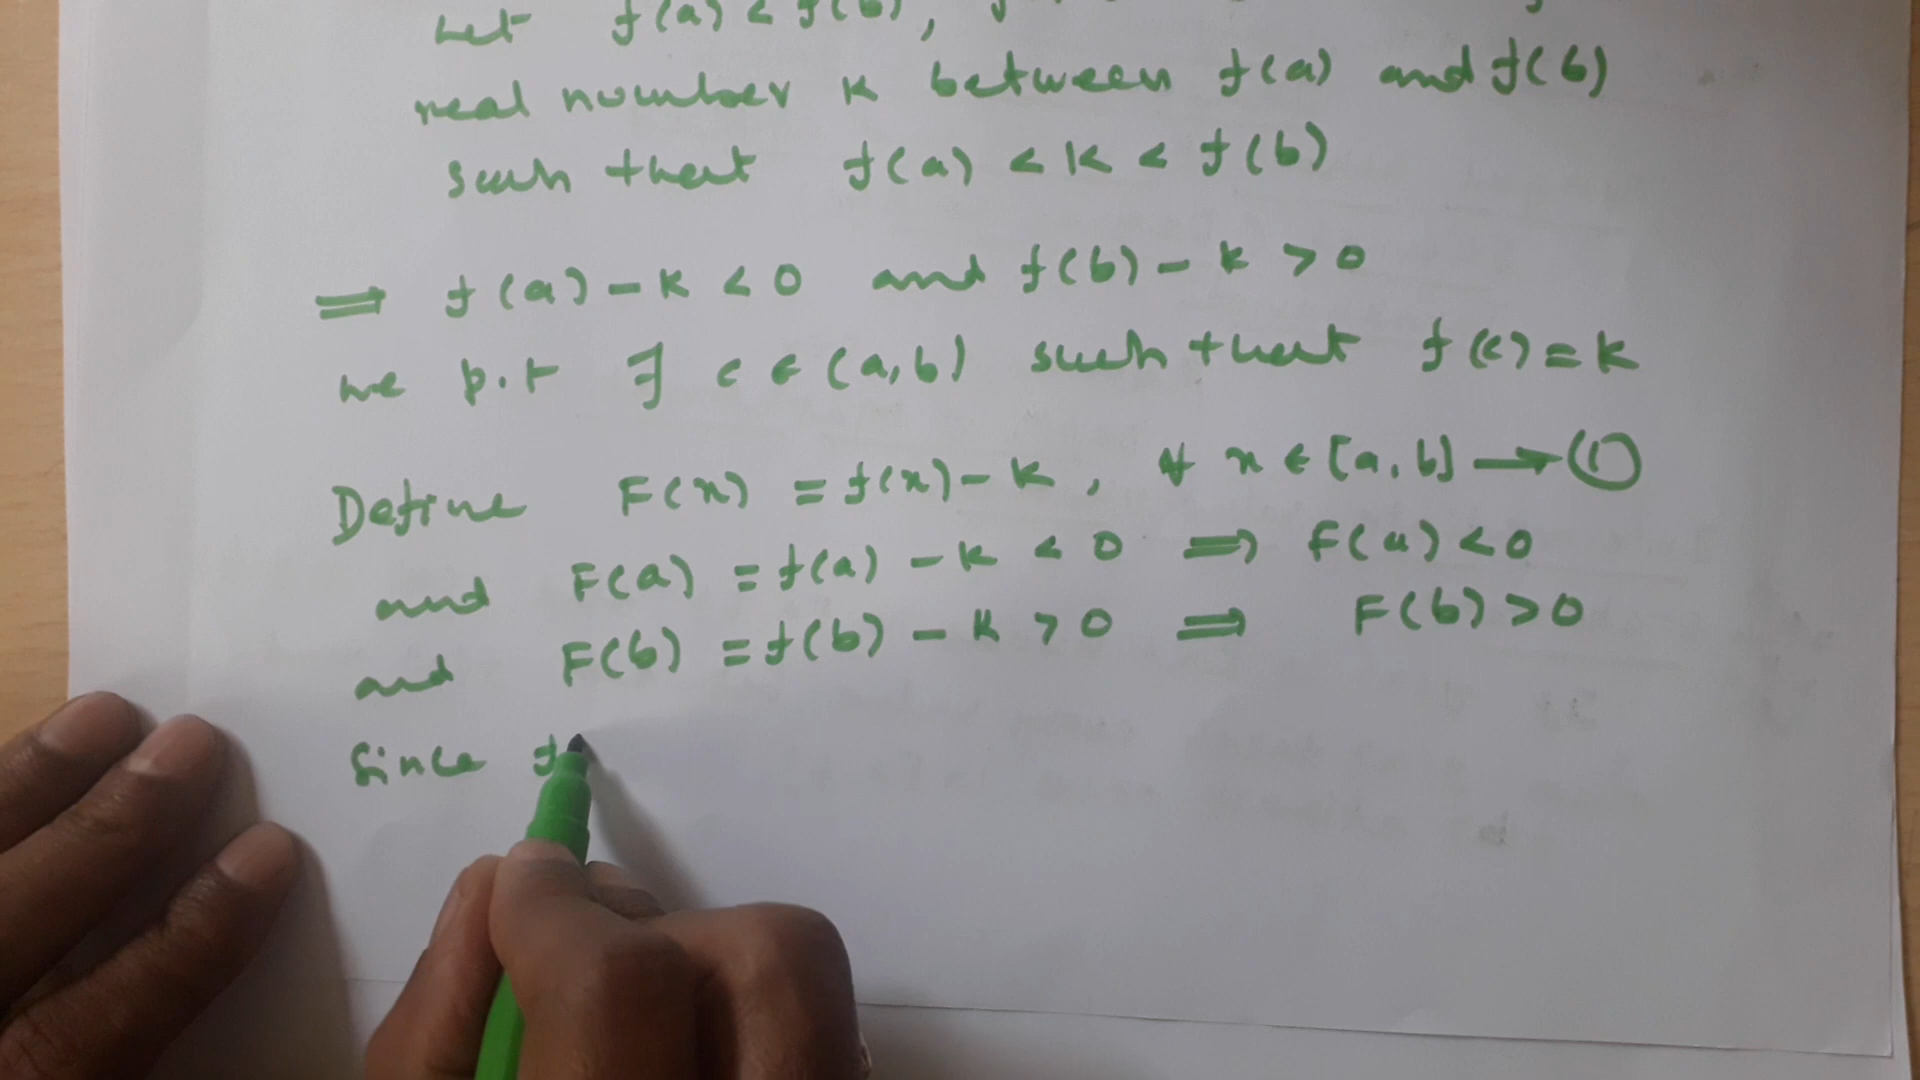 Let f(a) < f(b),
real number k between f(a) and f(b)
such that f(a) < k < f(b)
⇒ f(a) - k < 0 and f(b) - k > 0
we p.t ∃ c ∈ (a,b) such that f(c) = k
Define F(x) = f(x) - k, ∀ x ∈ [a,b] → ①
and F(a) = f(a) - k < 0 ⇒ F(a) < 0
and F(b) = f(b) - k > 0 ⇒ F(b) > 0
Since f